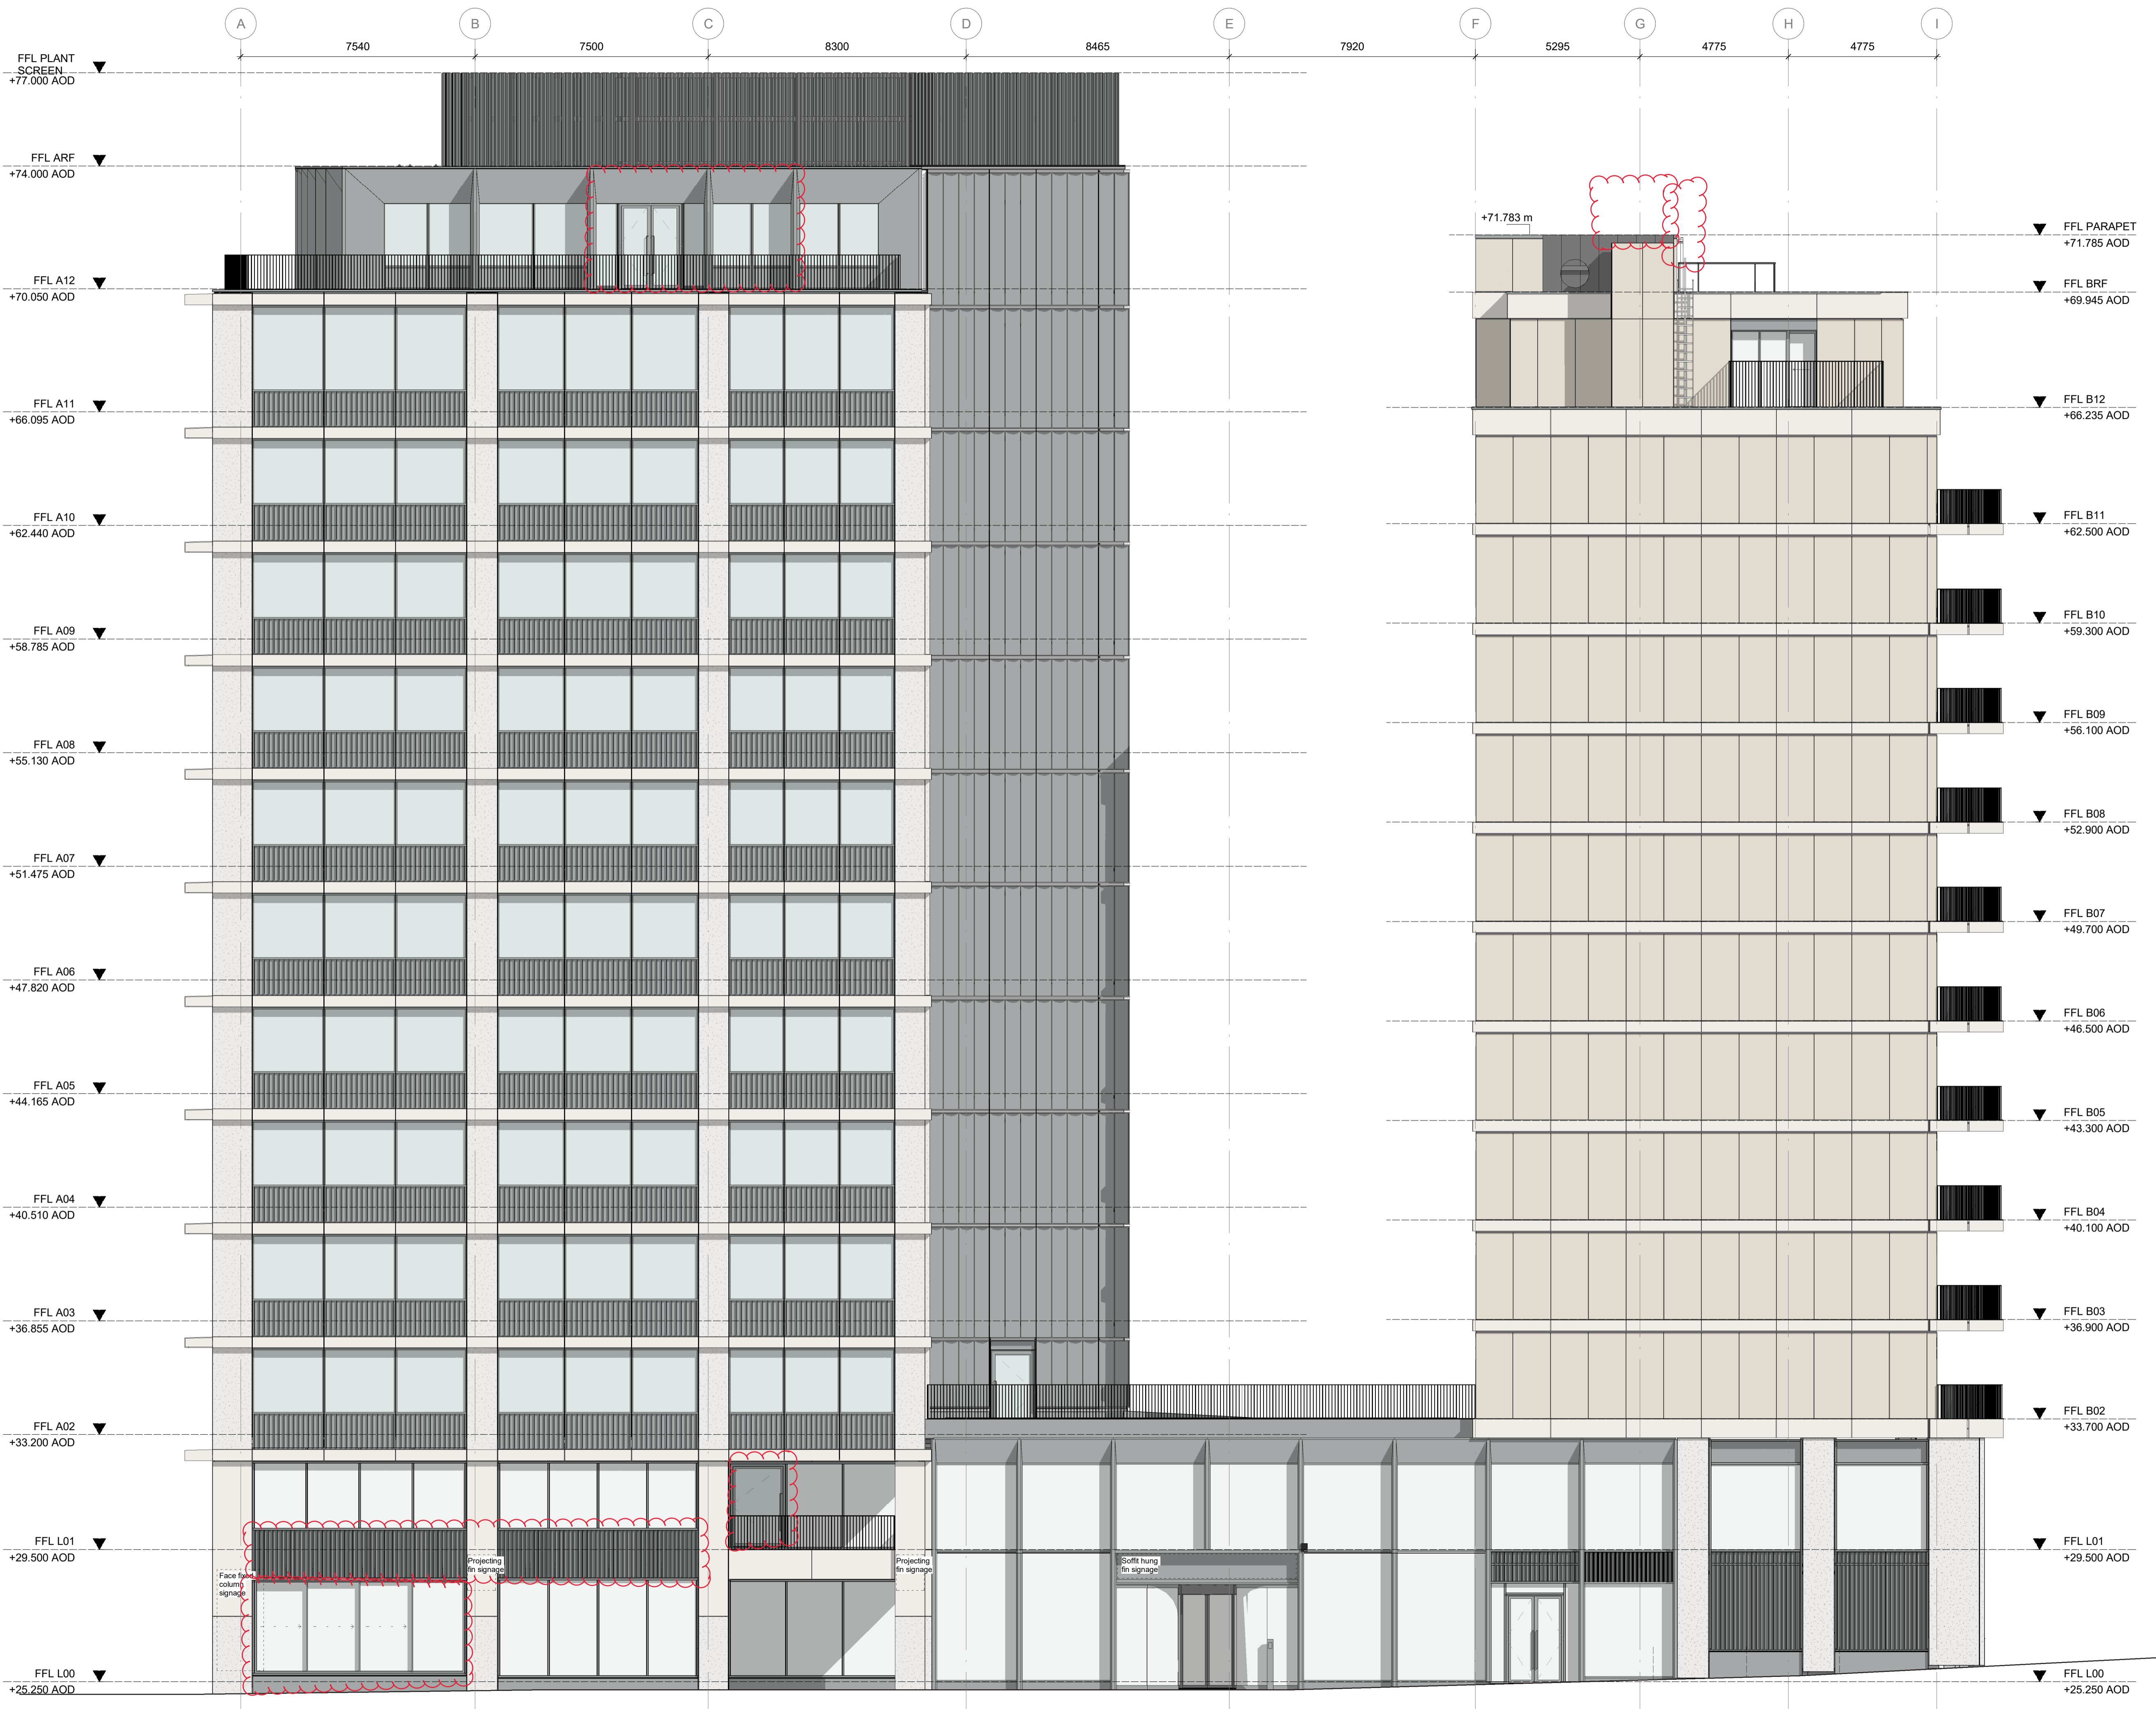 A
B
C
D
E
F
G
H
I
7540
7500
8300
8465
7920
5295
4775
4775
FFL PLANT
SCREEN
+77.000 AOD
FFL ARF
+74.000 AOD
FFL A12
+70.050 AOD
FFL A11
+66.095 AOD
FFL A10
+62.440 AOD
FFL A09
+58.785 AOD
FFL A08
+55.130 AOD
FFL A07
+51.475 AOD
FFL A06
+47.820 AOD
FFL A05
+44.165 AOD
FFL A04
+40.510 AOD
FFL A03
+36.855 AOD
FFL A02
+33.200 AOD
FFL L01
+29.500 AOD
FFL L00
+25.250 AOD
Face fixed
column
signage
Projecting
fin signage
Projecting
fin signage
Soffit hung
fin signage
+71.783 m
FFL PARAPET
+71.785 AOD
FFL BRF
+69.945 AOD
FFL B12
+66.235 AOD
FFL B11
+62.500 AOD
FFL B10
+59.300 AOD
FFL B09
+56.100 AOD
FFL B08
+52.900 AOD
FFL B07
+49.700 AOD
FFL B06
+46.500 AOD
FFL B05
+43.300 AOD
FFL B04
+40.100 AOD
FFL B03
+36.900 AOD
FFL B02
+33.700 AOD
FFL L01
+29.500 AOD
FFL L00
+25.250 AOD